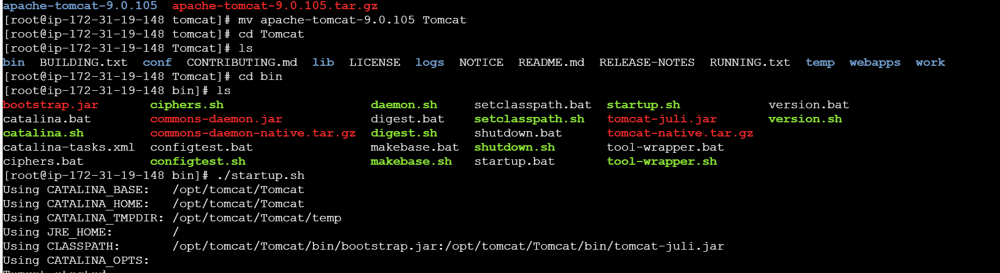 apache-tomcat-9.0.105  apache-tomcat-9.0.105.tar.gz
[root@ip-172-31-19-148 tomcat]# mv apache-tomcat-9.0.105 Tomcat
[root@ip-172-31-19-148 tomcat]# cd Tomcat
[root@ip-172-31-19-148 Tomcat]# ls
bin  BUILDING.txt  conf  CONTRIBUTING.md  lib  LICENSE  logs  NOTICE  README.md  RELEASE-NOTES  RUNNING.txt  temp  webapps  work
[root@ip-172-31-19-148 Tomcat]# cd bin
[root@ip-172-31-19-148 bin]# ls
bootstrap.jar       ciphers.sh                    daemon.sh     setclasspath.bat  startup.sh            version.bat
catalina.bat        commons-daemon.jar            digest.bat    setclasspath.sh   tomcat-juli.jar       version.sh
catalina.sh         commons-daemon-native.tar.gz  digest.sh     shutdown.bat      tomcat-native.tar.gz
catalina-tasks.xml  configtest.bat                makebase.bat  shutdown.sh       tool-wrapper.bat
ciphers.bat         configtest.sh                 makebase.sh   startup.bat       tool-wrapper.sh
[root@ip-172-31-19-148 bin]# ./startup.sh
Using CATALINA_BASE:   /opt/tomcat/Tomcat
Using CATALINA_HOME:   /opt/tomcat/Tomcat
Using CATALINA_TMPDIR: /opt/tomcat/Tomcat/temp
Using JRE_HOME:        /
Using CLASSPATH:       /opt/tomcat/Tomcat/bin/bootstrap.jar:/opt/tomcat/Tomcat/bin/tomcat-juli.jar
Using CATALINA_OPTS: